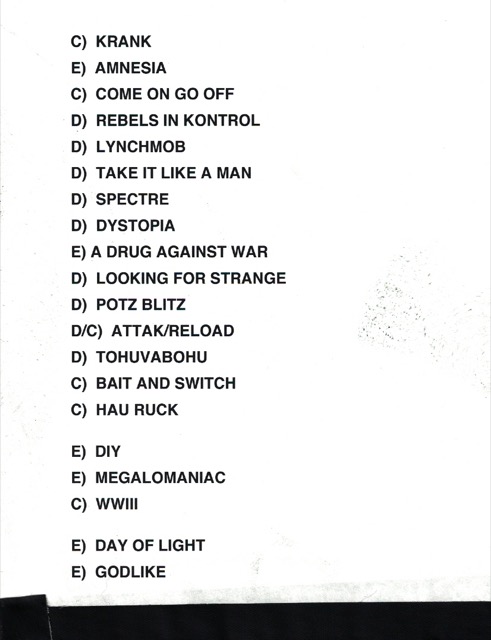 C) KRANK
E) AMNESIA
C) COME ON GO OFF
D) REBELS IN KONTROL
D) LYNCHMOB
D) TAKE IT LIKE A MAN
D) SPECTRE
D) DYSTOPIA
E) A DRUG AGAINST WAR
D) LOOKING FOR STRANGE
D) POTZ BLITZ
D/C) ATTAK/RELOAD
D) TOHUVABOHU
C) BAIT AND SWITCH
C) HAU RUCK
E) DIY
E) MEGALOMANIAC
C) WWIII
E) DAY OF LIGHT
E) GODLIKE